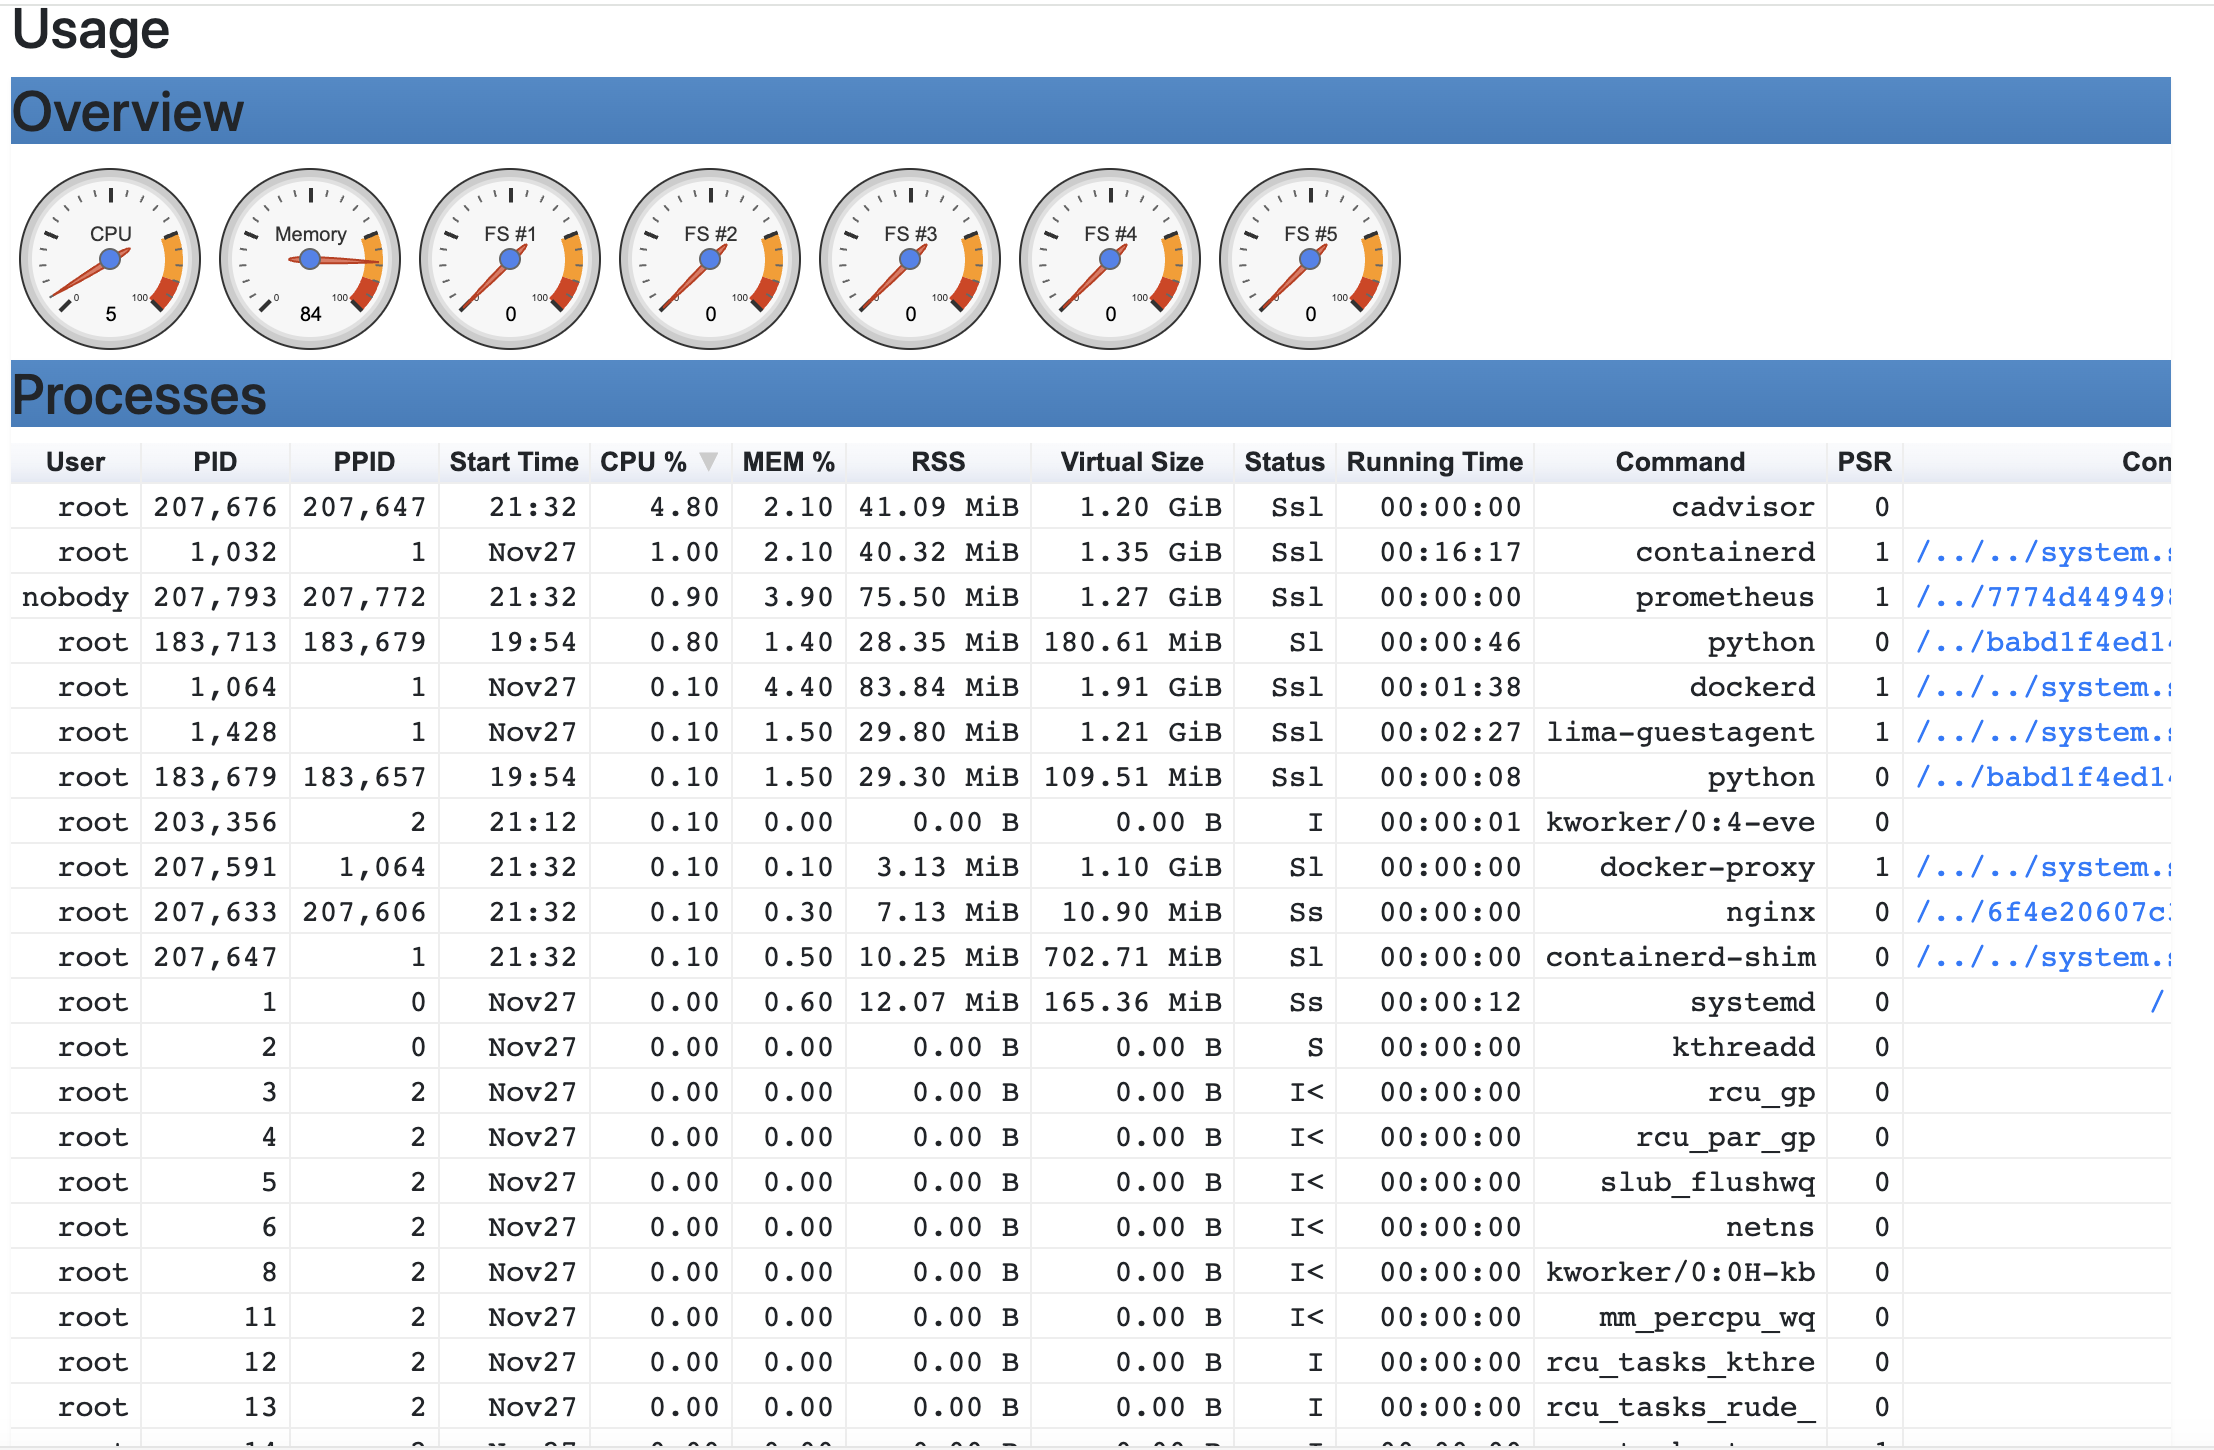 Usage
Overview
CPU Memory FS #1 FS #2 FS #3 FS #4 FS #5
0 100 0 100 100 100 100 100 100
5 84 0 0 0 0 0
Processes
User PID PPID Start Time CPU % ▼ MEM % RSS Virtual Size Status Running Time Command PSR Con
root 207,676 207,647 21:32 4.80 2.10 41.09 MiB 1.20 GiB Ssl 00:00:00 cadvisor 0
root 1,032 1 Nov27 1.00 2.10 40.32 MiB 1.35 GiB Ssl 00:16:17 containerd 1 /../../system.s
nobody 207,793 207,772 21:32 0.90 3.90 75.50 MiB 1.27 GiB Ssl 00:00:00 prometheus 1 /../7774d449498
root 183,713 183,679 19:54 0.80 1.40 28.35 MiB 180.61 MiB Sl 00:00:46 python 0 /../babd1f4ed14
root 1,064 1 Nov27 0.10 4.40 83.84 MiB 1.91 GiB Ssl 00:01:38 dockerd 1 /../../system.s
root 1,428 1 Nov27 0.10 1.50 29.80 MiB 1.21 GiB Ssl 00:02:27 lima-guestagent 1 /../../system.s
root 183,679 183,657 19:54 0.10 1.50 29.30 MiB 109.51 MiB Ssl 00:00:08 python 0 /../babd1f4ed14
root 203,356 2 21:12 0.10 0.00 0.00 B 0.00 B I 00:00:01 kworker/0:4-eve 0
root 207,591 1,064 21:32 0.10 0.10 3.13 MiB 1.10 GiB Sl 00:00:00 docker-proxy 1 /../../system.s
root 207,633 207,606 21:32 0.10 0.30 7.13 MiB 10.90 MiB Ss 00:00:00 nginx 0 /../6f4e20607c
root 207,647 1 21:32 0.10 0.50 10.25 MiB 702.71 MiB Sl 00:00:00 containerd-shim 0 /../../system.s
root 1 0 Nov27 0.00 0.60 12.07 MiB 165.36 MiB Ss 00:00:12 systemd 0 /
root 2 0 Nov27 0.00 0.00 0.00 B 0.00 B S 00:00:00 kthreadd 0
root 3 2 Nov27 0.00 0.00 0.00 B 0.00 B I< 00:00:00 rcu_gp 0
root 4 2 Nov27 0.00 0.00 0.00 B 0.00 B I< 00:00:00 rcu_par_gp 0
root 5 2 Nov27 0.00 0.00 0.00 B 0.00 B I< 00:00:00 slub_flushwq 0
root 6 2 Nov27 0.00 0.00 0.00 B 0.00 B I< 00:00:00 netns 0
root 8 2 Nov27 0.00 0.00 0.00 B 0.00 B I< 00:00:00 kworker/0:0H-kb 0
root 11 2 Nov27 0.00 0.00 0.00 B 0.00 B I< 00:00:00 mm_percpu_wq 0
root 12 2 Nov27 0.00 0.00 0.00 B 0.00 B I 00:00:00 rcu_tasks_kthre 0
root 13 2 Nov27 0.00 0.00 0.00 B 0.00 B I 00:00:00 rcu_tasks_rude_ 0